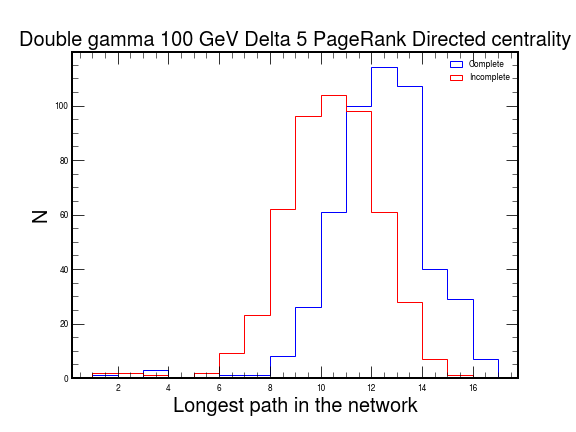 Double gamma 100 GeV Delta 5 PageRank Directed centrality
Complete
Incomplete
100
80
60
40
20
0
N
2 4 6 8 10 12 14 16
Longest path in the network